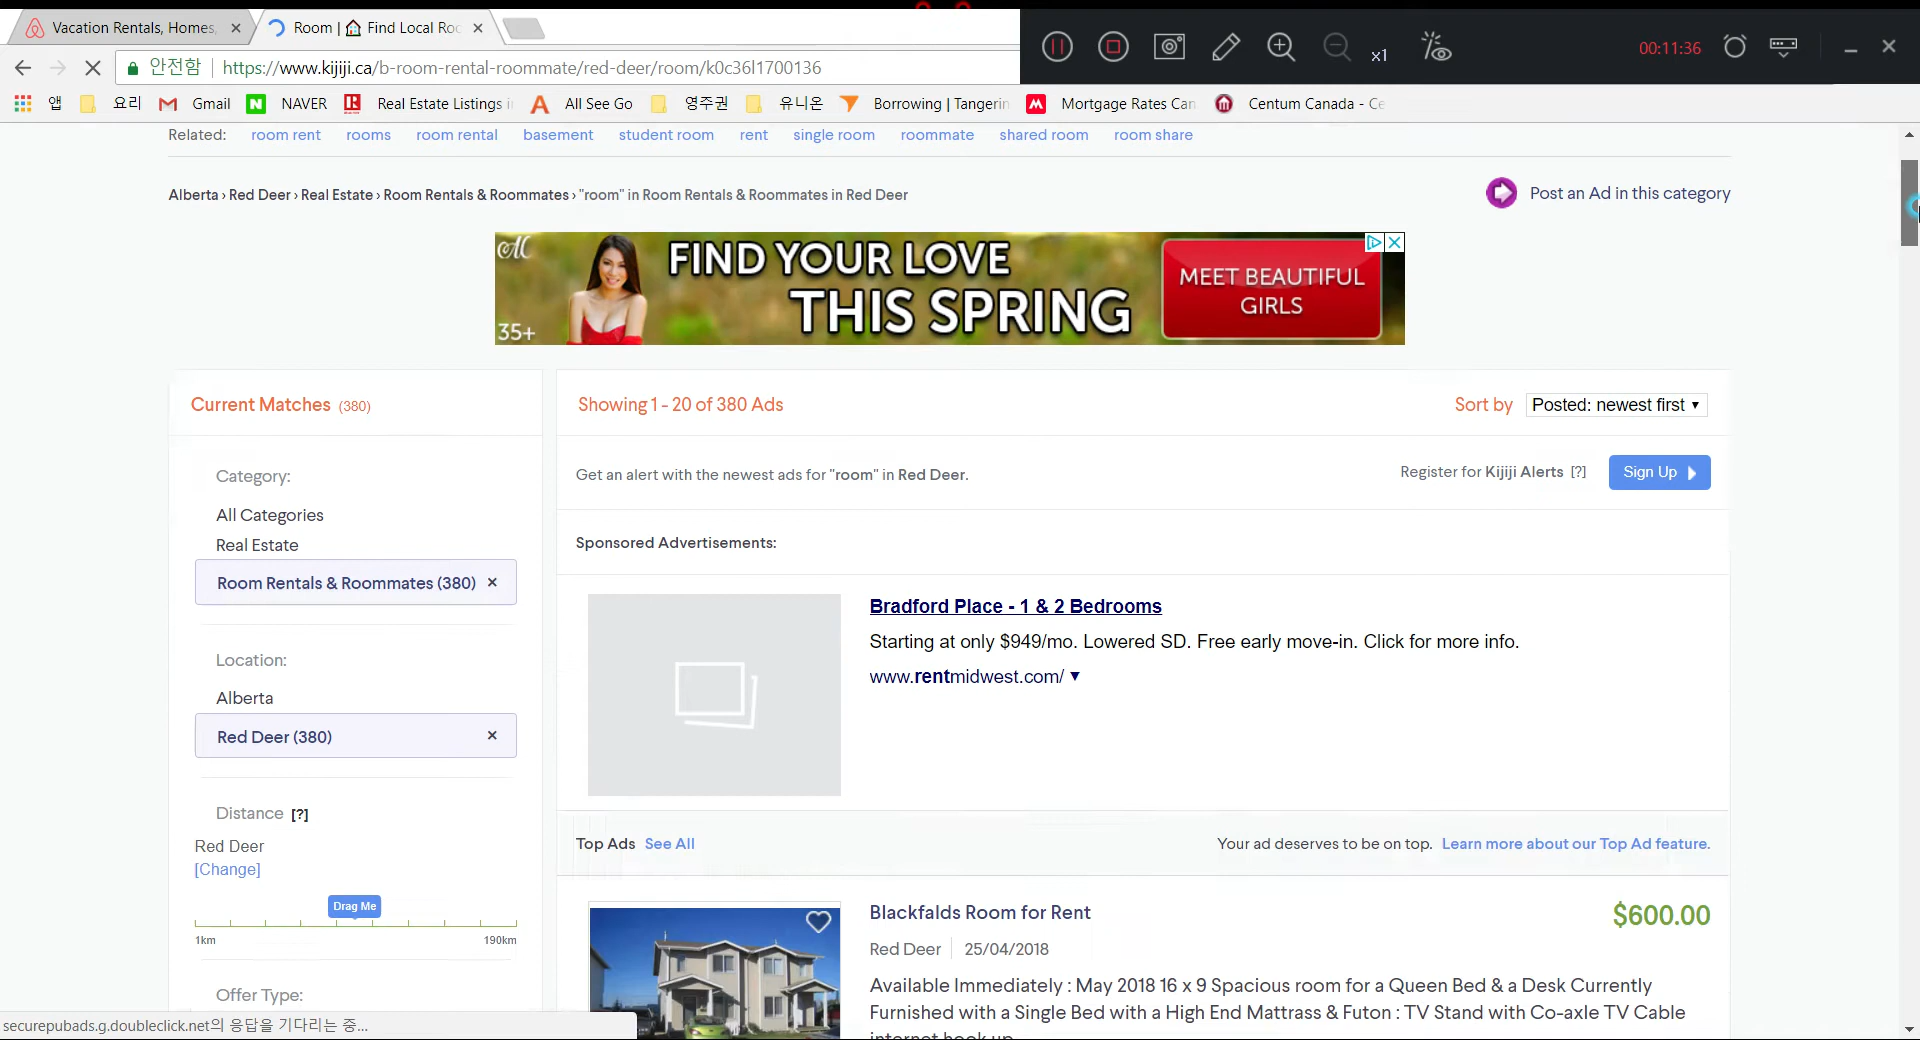 Vacation Rentals, Homes,
Room | Find Local Roo
x1
00:11:36
안전함 https://www.kijiji.ca/b-room-rental-roommate/red-deer/room/k0c36l1700136
앱 요리 Gmail NAVER Real Estate Listings i All See Go 영주권 유니온 Borrowing | Tangerin Mortgage Rates Can Centum Canada - Ce
Related: room rent rooms room rental basement student room rent single room roommate shared room room share
Alberta › Red Deer › Real Estate › Room Rentals & Roommates › "room" in Room Rentals & Roommates in Red Deer
Post an Ad in this category
FIND YOUR LOVE
THIS SPRING
35+
MEET BEAUTIFUL
GIRLS
Current Matches (380)
Showing 1 - 20 of 380 Ads
Sort by Posted: newest first
Category:
All Categories
Real Estate
Room Rentals & Roommates (380)
Location:
Alberta
Red Deer (380)
Distance [?]
Red Deer
[Change]
Drag Me
1km 190km
Offer Type:
Get an alert with the newest ads for "room" in Red Deer.
Register for Kijiji Alerts [?] Sign Up
Sponsored Advertisements:
Bradford Place - 1 & 2 Bedrooms
Starting at only $949/mo. Lowered SD. Free early move-in. Click for more info.
www.rentmidwest.com/
Top Ads See All
Your ad deserves to be on top. Learn more about our Top Ad feature.
Blackfalds Room for Rent
$600.00
Red Deer 25/04/2018
Available Immediately : May 2018 16 x 9 Spacious room for a Queen Bed & a Desk Currently
Furnished with a Single Bed with a High End Mattrass & Futon : TV Stand with Co-axle TV Cable
internet hook up
securepubads.g.doubleclick.net의 응답을 기다리는 중...